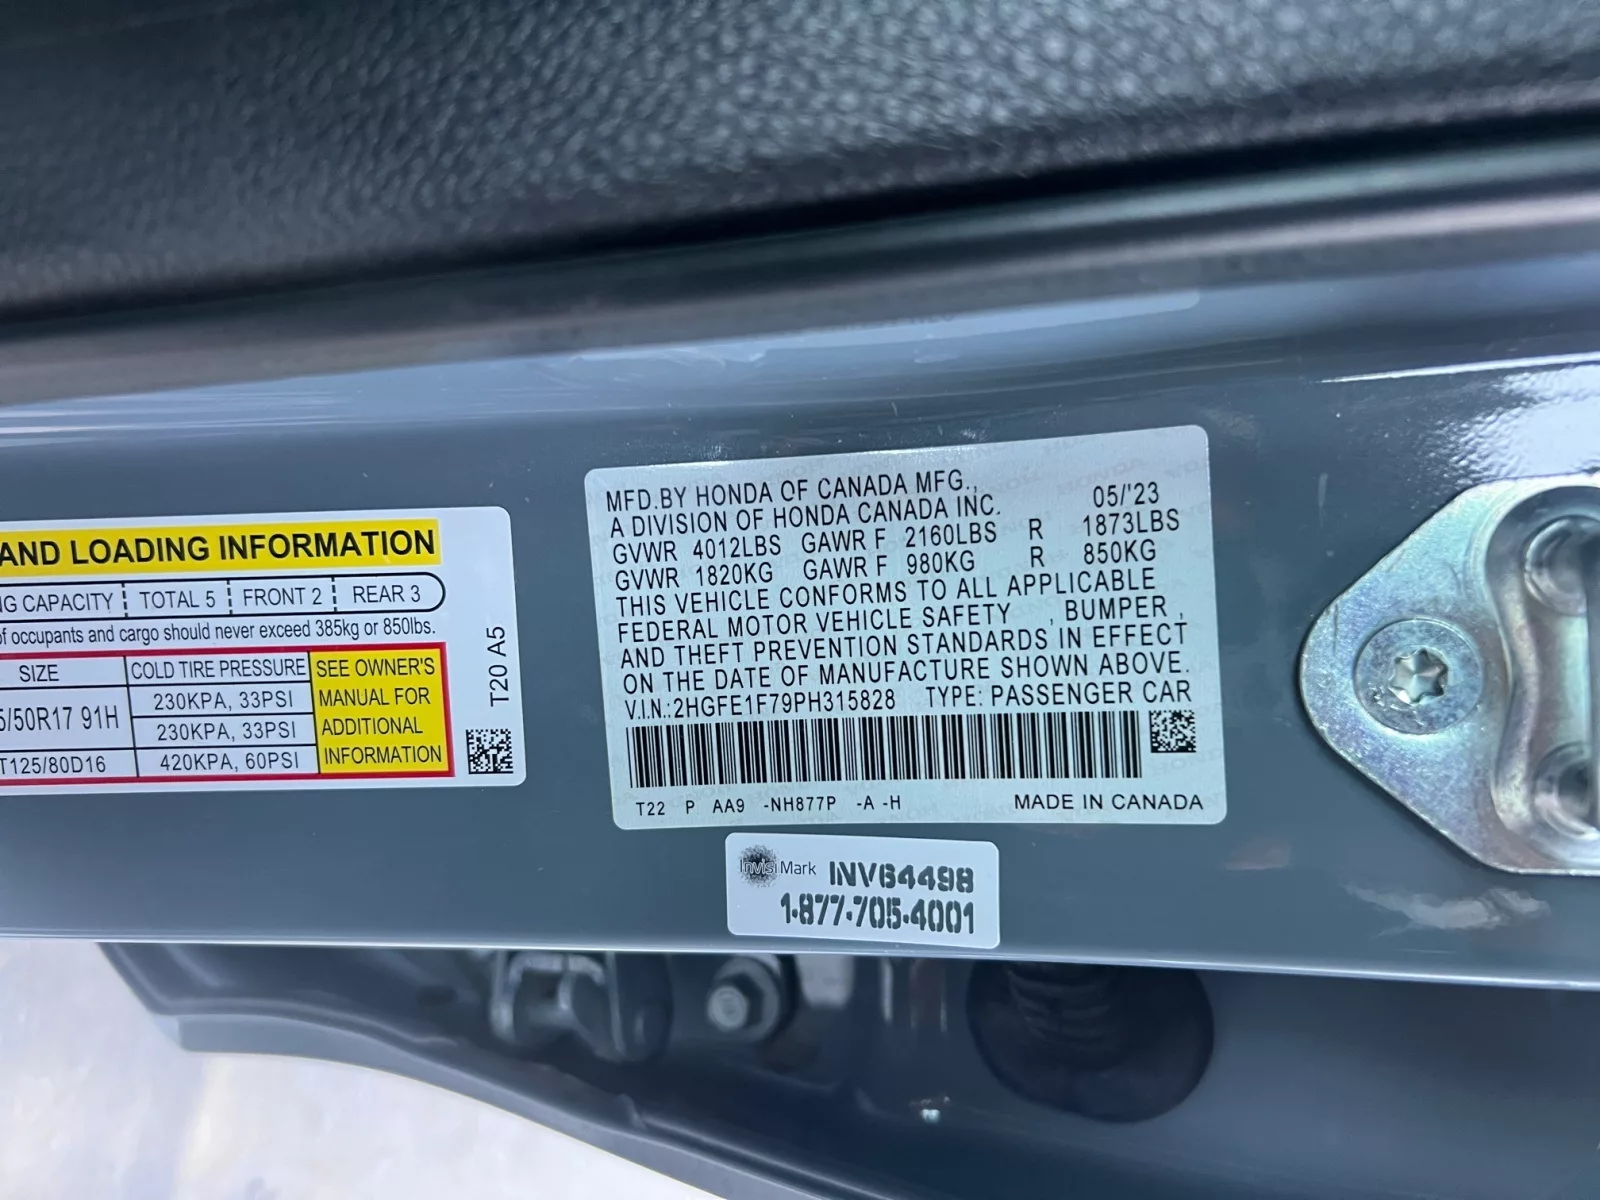 AND LOADING INFORMATION
NG CAPACITY TOTAL 5 FRONT 2 REAR 3
of occupants and cargo should never exceed 385kg or 850lbs.
SIZE COLD TIRE PRESSURE SEE OWNER'S
5/50R17 91H 230KPA, 33PSI MANUAL FOR
230KPA, 33PSI ADDITIONAL
T125/80D16 420KPA, 60PSI INFORMATION
T20 A5
MFD.BY HONDA OF CANADA MFG., 05/'23
A DIVISION OF HONDA CANADA INC.
GVWR 4012LBS GAWR F 2160LBS R 1873LBS
GVWR 1820KG GAWR F 980KG R 850KG
THIS VEHICLE CONFORMS TO ALL APPLICABLE
FEDERAL MOTOR VEHICLE SAFETY , BUMPER ,
AND THEFT PREVENTION STANDARDS IN EFFECT
ON THE DATE OF MANUFACTURE SHOWN ABOVE.
V.I.N.:2HGFE1F79PH315828 TYPE: PASSENGER CAR
T22 P AA9 -NH877P -A -H MADE IN CANADA
InvisiMark INV64498
1-877-705-4001